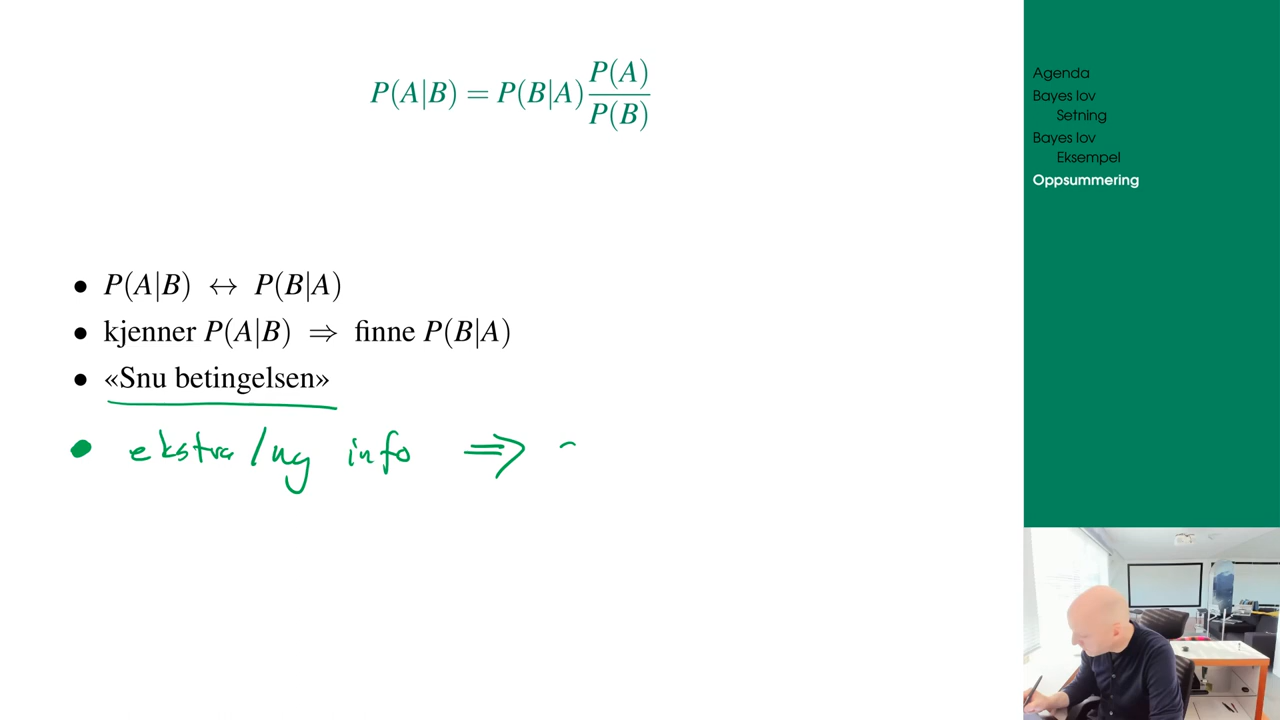 P(A|B) = P(B|A) P(A)/P(B)
• P(A|B) ↔ P(B|A)
• kjenner P(A|B) ⇒ finne P(B|A)
• «Snu betingelsen»
• ekstra/ny info ⇒
Agenda
Bayes lov
Setning
Bayes lov
Eksempel
Oppsummering